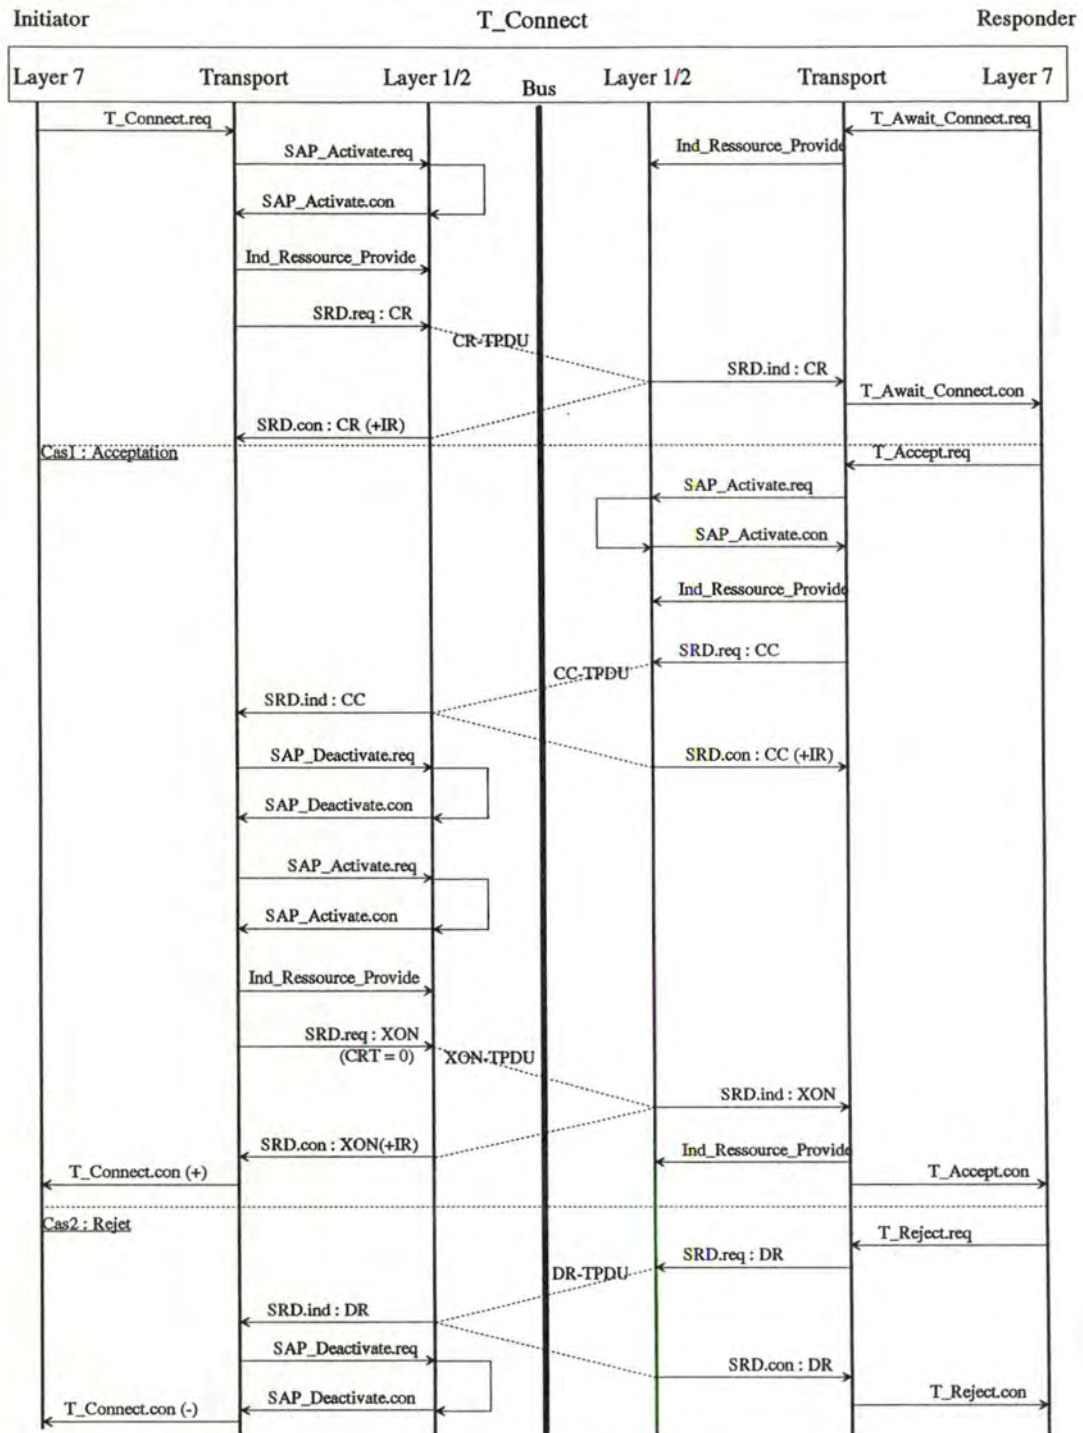 Initiator T_Connect Responder
Layer 7 Transport Layer 1/2 Bus Layer 1/2 Transport Layer 7
T_Connect.req T_Await_Connect.req
SAP_Activate.req Ind_Ressource_Provide
SAP_Activate.con
Ind_Ressource_Provide
SRD.req : CR
CR-TPDU
SRD.ind : CR
T_Await_Connect.con
SRD.con : CR (+IR)
Cas1 : Acceptation T_Accept.req
SAP_Activate.req
SAP_Activate.con
Ind_Ressource_Provide
SRD.req : CC
CC-TPDU
SRD.ind : CC
SAP_Deactivate.req SRD.con : CC (+IR)
SAP_Deactivate.con
SAP_Activate.req
SAP_Activate.con
Ind_Ressource_Provide
SRD.req : XON
(CRT = 0) XON-TPDU
SRD.ind : XON
SRD.con : XON(+IR) Ind_Ressource_Provide
T_Connect.con (+) T_Accept.con
Cas2 : Rejet
T_Reject.req
SRD.req : DR
DR-TPDU
SRD.ind : DR
SAP_Deactivate.req
SRD.con : DR
SAP_Deactivate.con T_Reject.con
T_Connect.con (-)